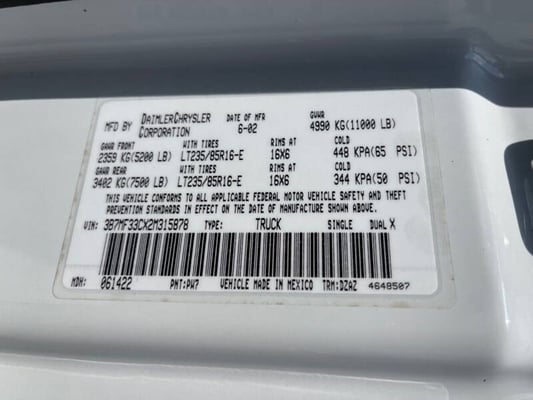 MFD BY DAIMLERCHRYSLER CORPORATION DATE OF MFR 6-02 GVWR 4990 KG(11000 LB)
GAWR FRONT WITH TIRES RIMS AT COLD
2359 KG(5200 LB) LT235/85R16-E 16X6 448 KPA(65 PSI)
GAWR REAR WITH TIRES RIMS AT COLD
3402 KG(7500 LB) LT235/85R16-E 16X6 344 KPA(50 PSI)
THIS VEHICLE CONFORMS TO ALL APPLICABLE FEDERAL MOTOR VEHICLE SAFETY AND THEFT
PREVENTION STANDARDS IN EFFECT ON THE DATE OF MANUFACTURE SHOWN ABOVE.
VIN: 3B7MF33CX2M315878 TYPE: TRUCK SINGLE DUAL X
MDH: 061422 PNT:PW7 VEHICLE MADE IN MEXICO TRM:DZAZ 4648507